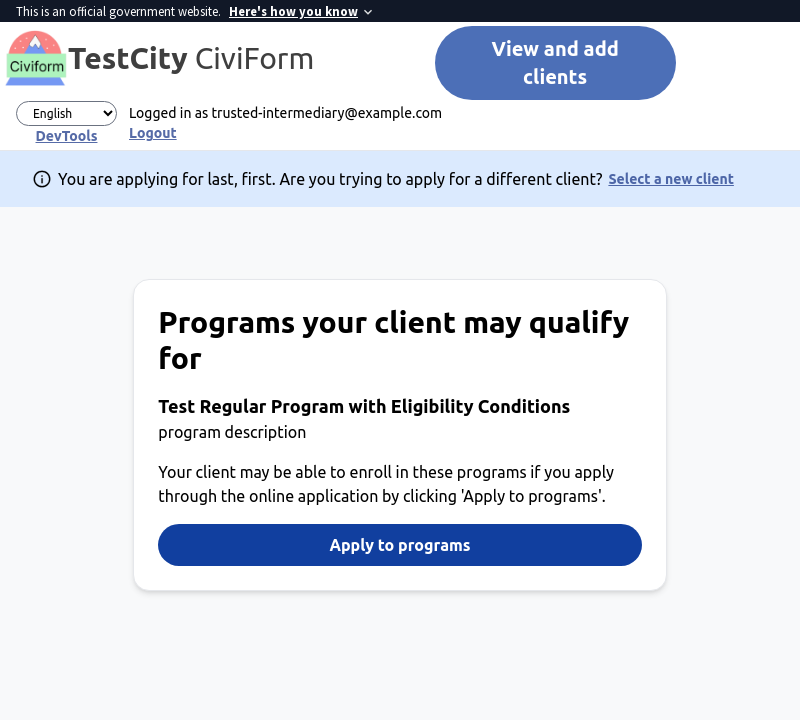 This is an official government website. Here's how you know
Civiform
TestCity CiviForm
View and add
clients
English
DevTools
Logged in as trusted-intermediary@example.com
Logout
You are applying for last, first. Are you trying to apply for a different client? Select a new client
Programs your client may qualify
for
Test Regular Program with Eligibility Conditions
program description
Your client may be able to enroll in these programs if you apply
through the online application by clicking 'Apply to programs'.
Apply to programs